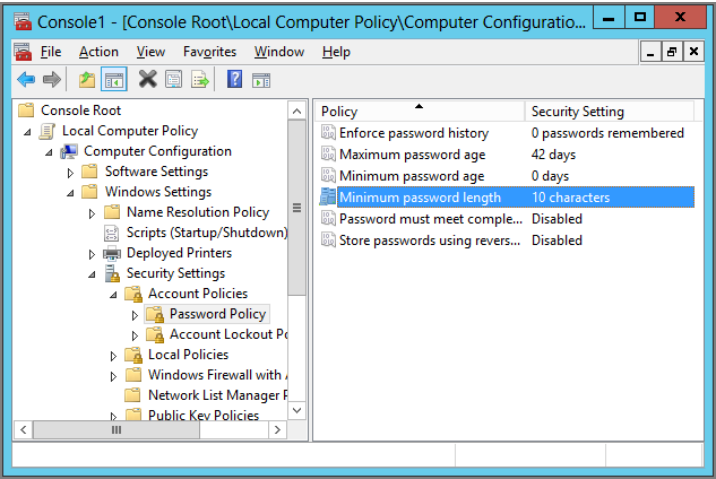 Console1 - [Console Root\Local Computer Policy\Computer Configuratio...
File Action View Favorites Window Help
Console Root
Local Computer Policy
Computer Configuration
Software Settings
Windows Settings
Name Resolution Policy
Scripts (Startup/Shutdown)
Deployed Printers
Security Settings
Account Policies
Password Policy
Account Lockout Po
Local Policies
Windows Firewall with
Network List Manager P
Public Key Policies
Policy Security Setting
Enforce password history 0 passwords remembered
Maximum password age 42 days
Minimum password age 0 days
Minimum password length 10 characters
Password must meet comple... Disabled
Store passwords using revers... Disabled